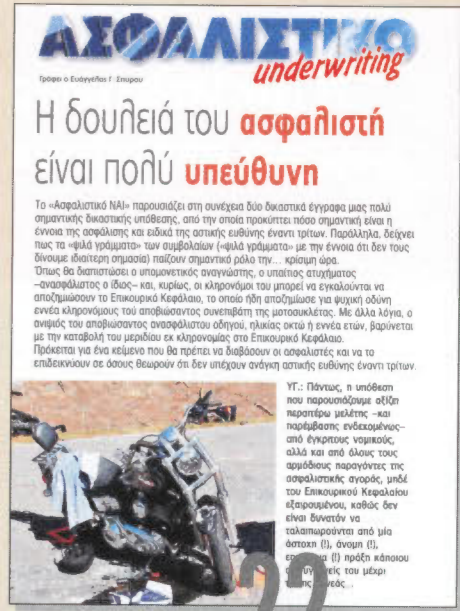 ΑΣΦΑΛΙΣΤΙΚΟ
underwriting
Γράφει ο Ευάγγελος Γ. Σπύρου
Η δουλειά του ασφαλιστή
είναι πολύ υπεύθυνη
Το «Ασφαλιστικό ΝΑΙ» παρουσιάζει στη συνέχεια δύο δικαστικά έγγραφα μιας πολύ
σημαντικής δικαστικής υπόθεσης, από την οποία προκύπτει πόσο σημαντική είναι η
έννοια της ασφάλισης και ειδικά της αστικής ευθύνης έναντι τρίτων. Παράλληλα, δείχνει
πως τα «ψιλά γράμματα» των συμβολαίων («ψιλά γράμματα» με την έννοια ότι δεν τους
δίνουμε ιδιαίτερη σημασία) παίζουν σημαντικό ρόλο την... κρίσιμη ώρα.
Όπως θα διαπιστώσει ο υπομονετικός αναγνώστης, ο υπαίτιος ατυχήματος
–ανασφάλιστος ο ίδιος– και, κυρίως, οι κληρονόμοι του μπορεί να εγκαλούνται να
αποζημιώσουν το Επικουρικό Κεφάλαιο, το οποίο ήδη αποζημίωσε για ψυχική οδύνη
εννέα κληρονόμους τού αποβιώσαντος συνεπιβάτη της μοτοσυκλέτας. Με άλλα λόγια, ο
ανιψιός του αποβιώσαντος ανασφάλιστου οδηγού, ηλικίας οκτώ ή εννέα ετών, βαρύνεται
με την καταβολή του μεριδίου εκ κληρονομιάς στο Επικουρικό Κεφάλαιο.
Πρόκειται για ένα κείμενο που θα πρέπει να διαβάσουν οι ασφαλιστές και να το
επιδεικνύουν σε όσους θεωρούν ότι δεν υπέχουν ανάγκη αστικής ευθύνης έναντι τρίτων.
ΥΓ.: Πάντως, η υπόθεση
που παρουσιάζουμε αξίζει
περαιτέρω μελέτης –και
παρέμβασης ενδεχομένως–
από έγκριτους νομικούς,
αλλά και από όλους τους
αρμόδιους παράγοντες της
ασφαλιστικής αγοράς, μηδέ
του Επικουρικού Κεφαλαίου
εξαιρουμένου, καθώς δεν
είναι δυνατόν να
ταλαιπωρούνται από μία
άστοχη (!), άνομη (!),
(!) πράξη κάποιου
συγγενείς του μέχρι
γενεάς...
22